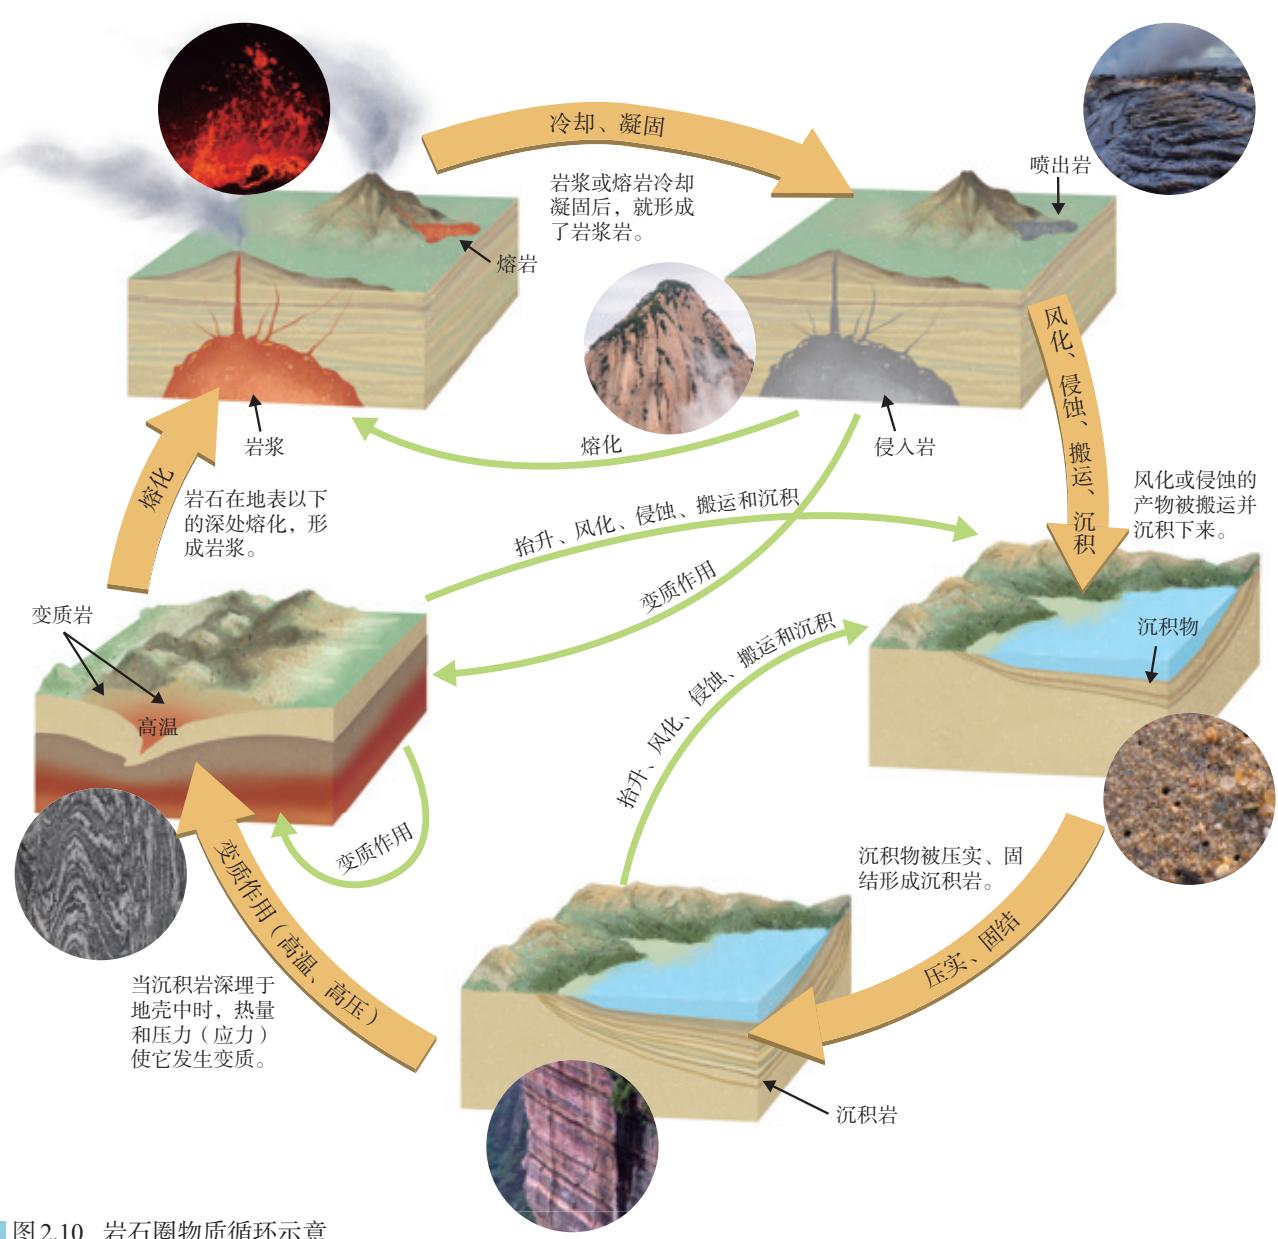 冷却、凝固
岩浆或熔岩冷却
凝固后，就形成
了岩浆岩。
喷出岩
熔岩
岩浆
侵入岩
风化、侵蚀、搬运、沉积
风化或侵蚀的
产物被搬运并
沉积下来。
熔化
熔化
岩石在地表以下
的深处熔化，形
成岩浆。
抬升、风化、侵蚀、搬运和沉积
变质作用
变质岩
高温
沉积物
抬升、风化、侵蚀、搬运和沉积
变质作用
沉积物被压实、固
结形成沉积岩。
压实、固结
变质作用（高温、高压）
当沉积岩深埋于
地壳中时，热量
和压力（应力）
使它发生变质。
沉积岩
图2.10 岩石圈物质循环示意